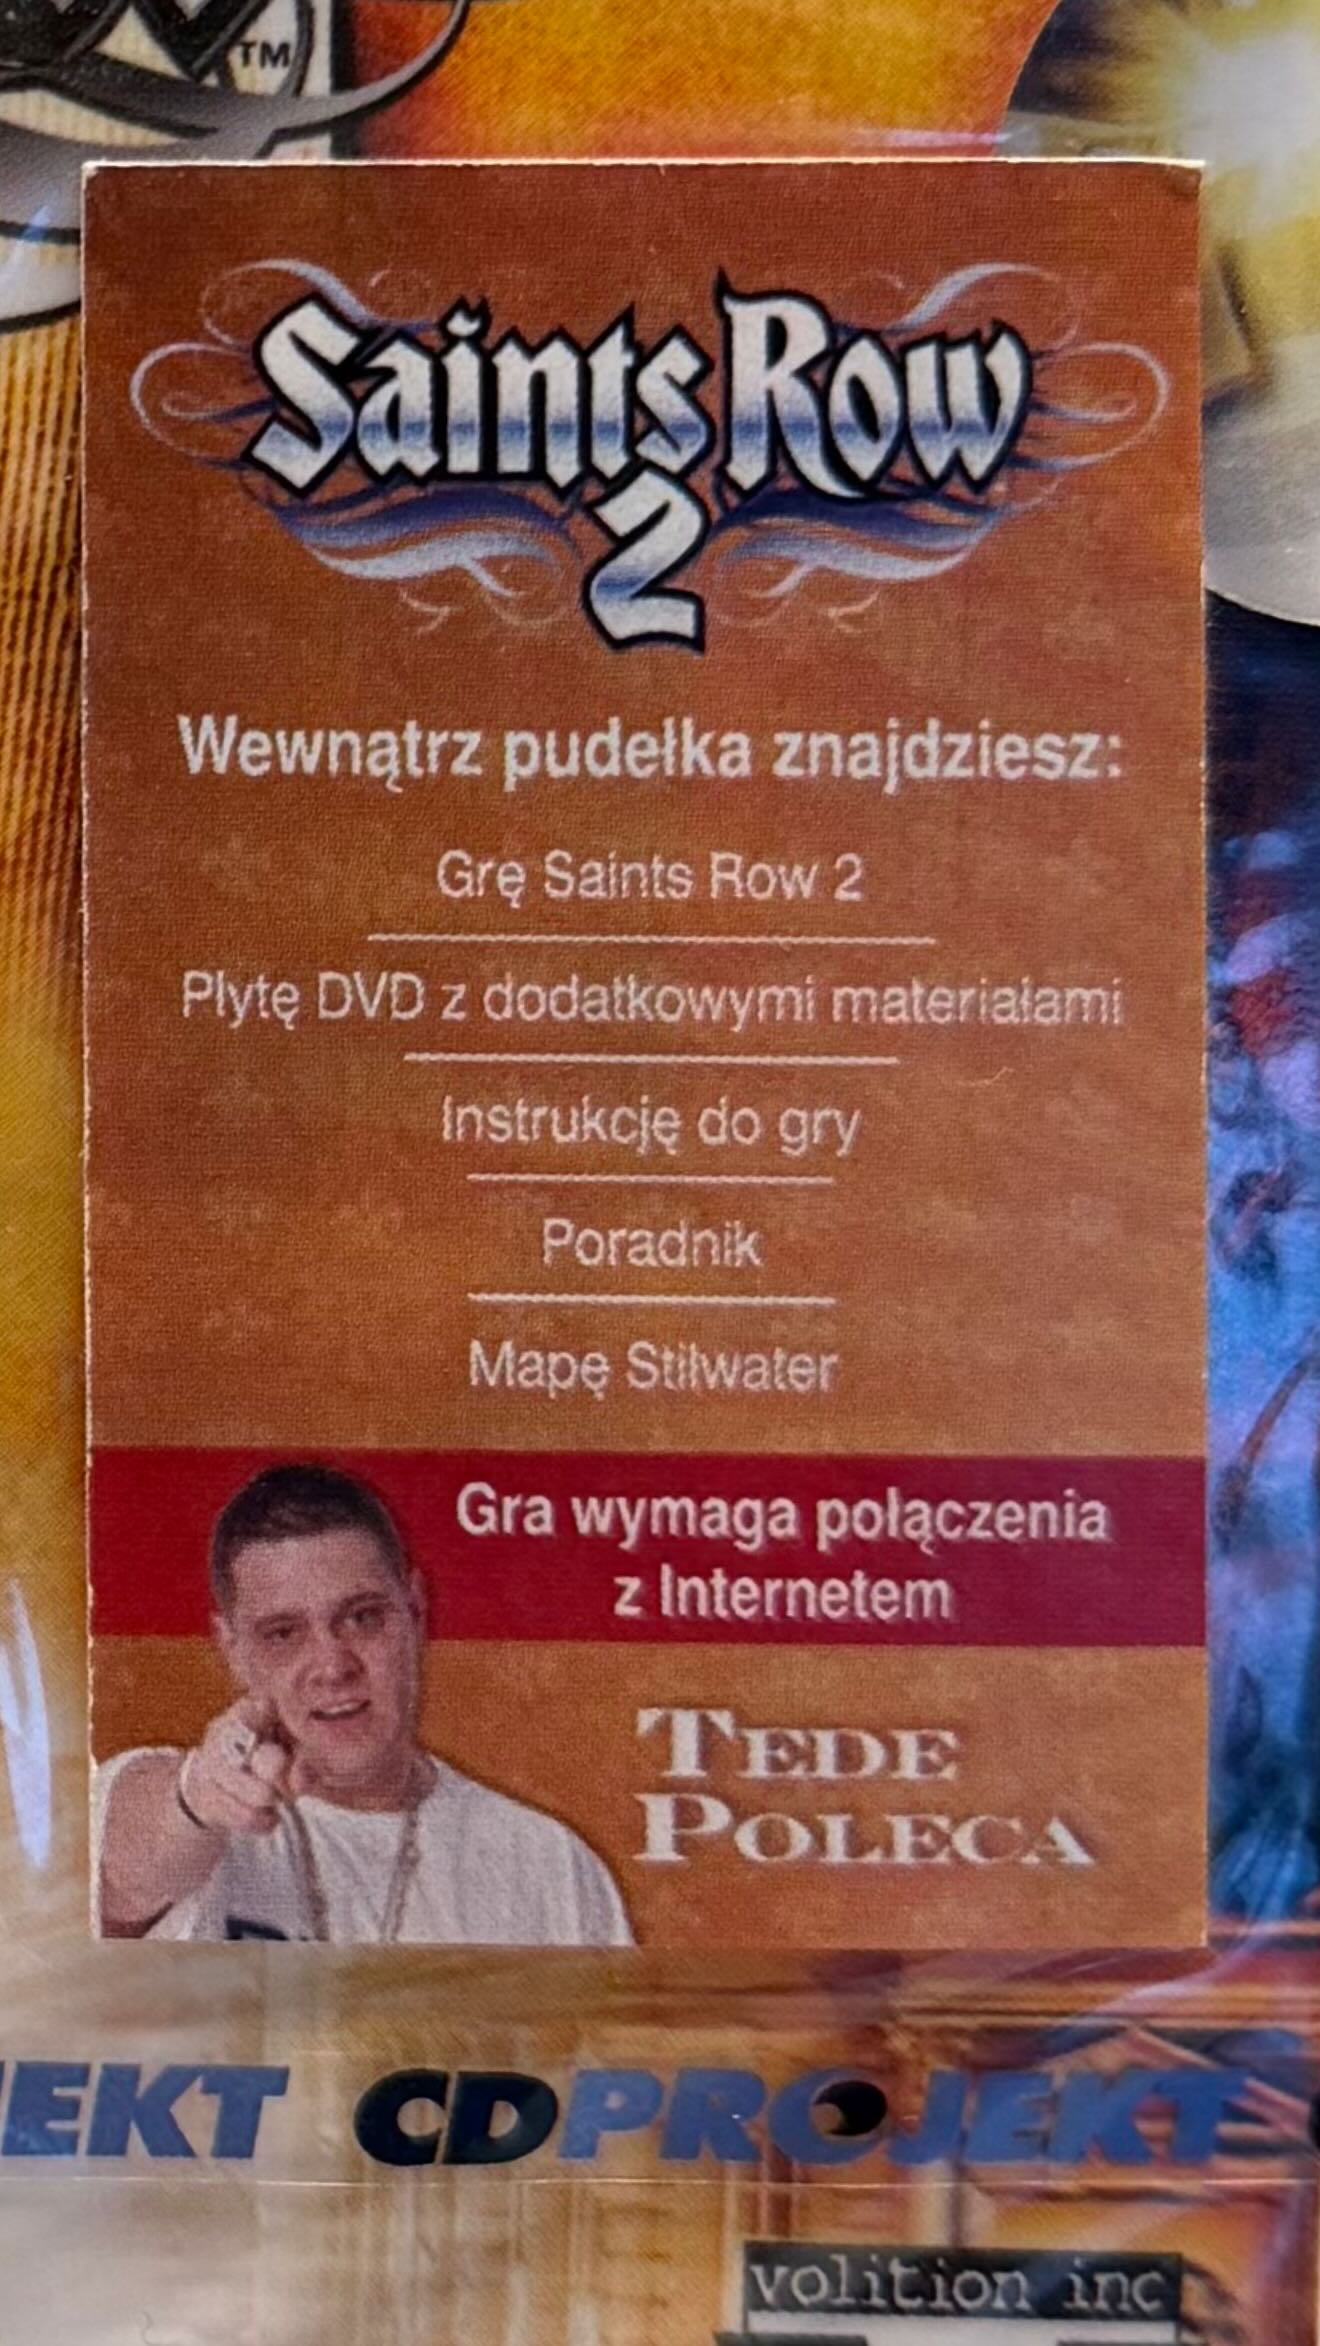 TM
Saints Row
2
Wewnątrz pudełka znajdziesz:
Grę Saints Row 2
Płytę DVD z dodatkowymi materiałami
Instrukcję do gry
Poradnik
Mapę Stilwater
Gra wymaga połączenia
z Internetem
TEDE
POLECA
JEKT CDPROJEKT
volition inc